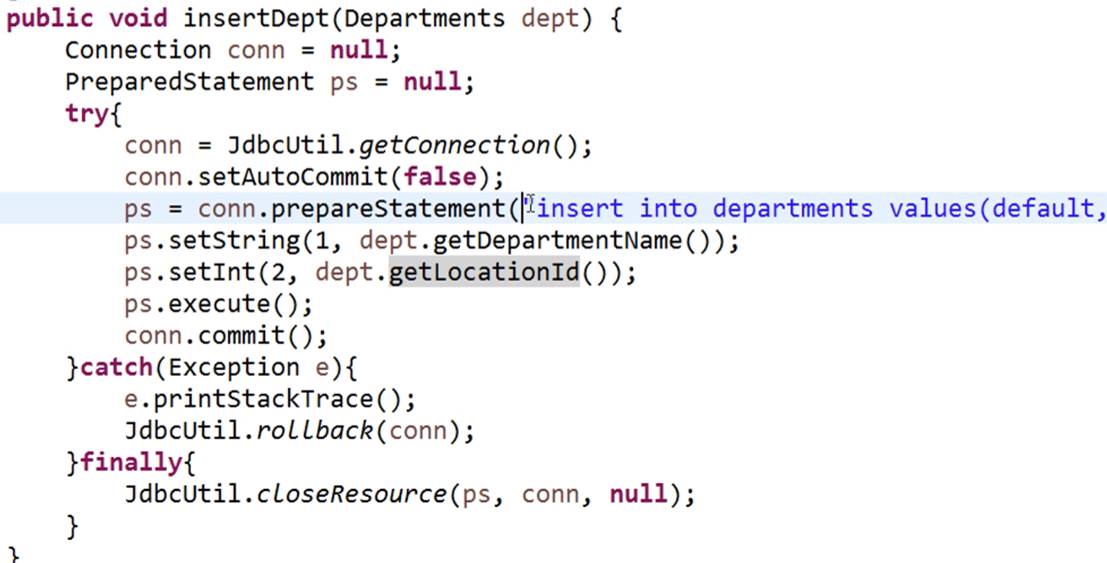 public void insertDept(Departments dept) {
    Connection conn = null;
    PreparedStatement ps = null;
    try{
        conn = JdbcUtil.getConnection();
        conn.setAutoCommit(false);
        ps = conn.prepareStatement("insert into departments values(default,
        ps.setString(1, dept.getDepartmentName());
        ps.setInt(2, dept.getLocationId());
        ps.execute();
        conn.commit();
    }catch(Exception e){
        e.printStackTrace();
        JdbcUtil.rollback(conn);
    }finally{
        JdbcUtil.closeResource(ps, conn, null);
    }
}